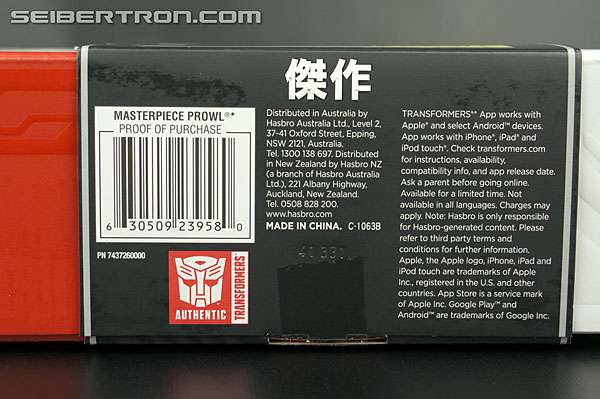 SEIBERTRON.COM
傑作
MASTERPIECE PROWL®*
PROOF OF PURCHASE
6 30509 23958 0
PN 7437260000
AUTHENTIC
TRANSFORMERS
Distributed in Australia by
Hasbro Australia Ltd., Level 2,
37-41 Oxford Street, Epping,
NSW 2121, Australia.
Tel. 1300 138 697. Distributed
in New Zealand by Hasbro NZ
(a branch of Hasbro Australia
Ltd.), 221 Albany Highway,
Auckland, New Zealand.
Tel. 0508 828 200.
www.hasbro.com
MADE IN CHINA. C-1063B
TRANSFORMERS®* App works with
Apple® and select Android™ devices.
App works with iPhone®, iPad® and
iPod touch®. Check transformers.com
for instructions, availability,
compatibility info, and app release date.
Ask a parent before going online.
Available for a limited time. Not
available in all languages. Charges may
apply. Note: Hasbro is only responsible
for Hasbro-generated content. Please
refer to third party terms and
conditions for further information.
Apple, the Apple logo, iPhone, iPad and
iPod touch are trademarks of Apple
Inc., registered in the U.S. and other
countries. App Store is a service mark
of Apple Inc. Google Play™ and
Android™ are trademarks of Google Inc.